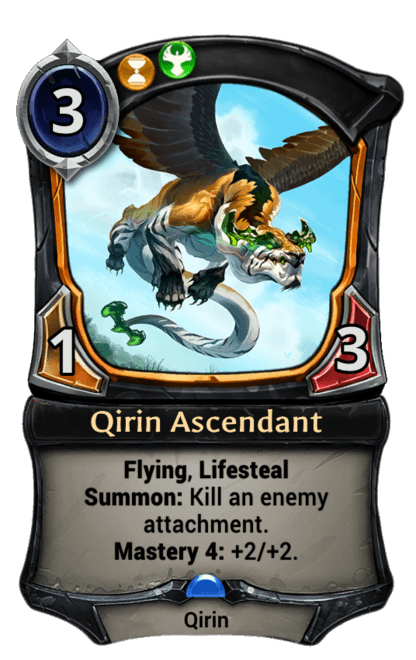 3
1
3
Qirin Ascendant
Flying, Lifesteal
Summon: Kill an enemy
attachment.
Mastery 4: +2/+2.
Qirin